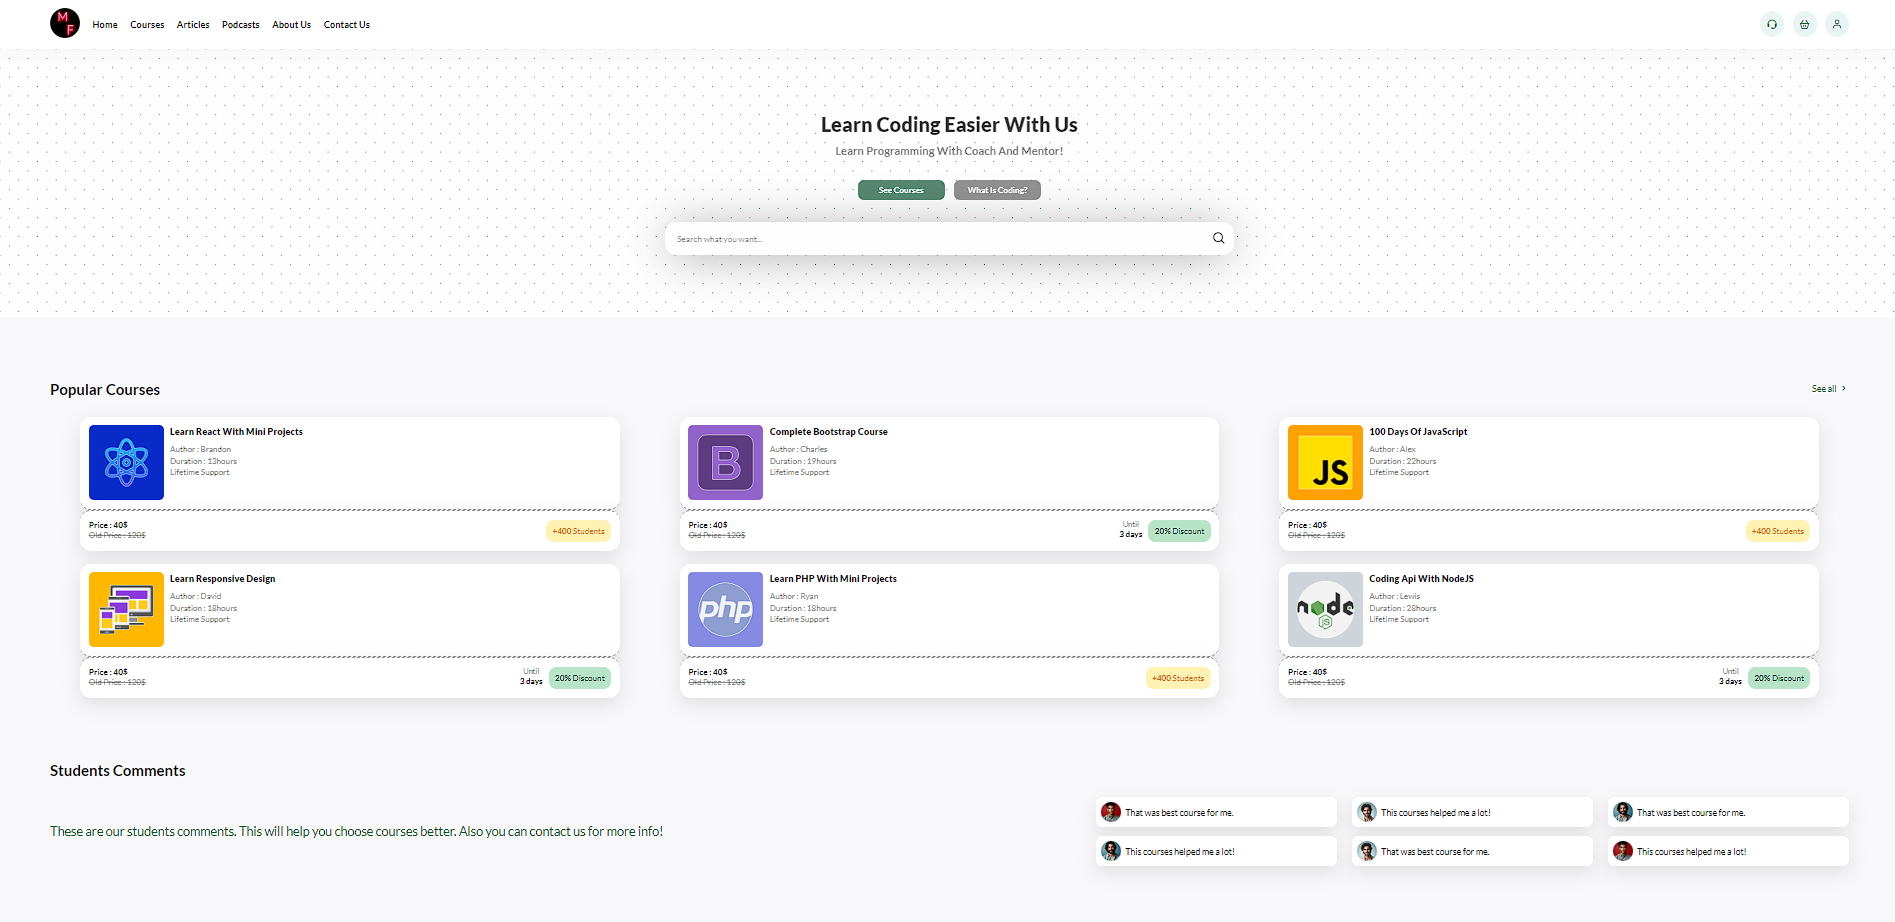 M
F
Home Courses Articles Podcasts About Us Contact Us
Learn Coding Easier With Us
Learn Programming With Coach And Mentor!
See Courses What Is Coding?
Search what you want...
Popular Courses
See all
Learn React With Mini Projects
Author : Brandon
Duration : 13hours
Lifetime Support
Price : 40$
Old Price : 120$
+400 Students
B
Complete Bootstrap Course
Author : Charles
Duration : 19hours
Lifetime Support
Price : 40$
Old Price : 120$
Until
3 days
20% Discount
JS
100 Days Of JavaScript
Author : Alex
Duration : 22hours
Lifetime Support
Price : 40$
Old Price : 120$
+400 Students
Learn Responsive Design
Author : David
Duration : 18hours
Lifetime Support
Price : 40$
Old Price : 120$
Until
3 days
20% Discount
php
Learn PHP With Mini Projects
Author : Ryan
Duration : 18hours
Lifetime Support
Price : 40$
Old Price : 120$
+400 Students
node
JS
Coding Api With NodeJS
Author : Lewis
Duration : 28hours
Lifetime Support
Price : 40$
Old Price : 120$
Until
3 days
20% Discount
Students Comments
These are our students comments. This will help you choose courses better. Also you can contact us for more info!
That was best course for me.
This courses helped me a lot!
That was best course for me.
This courses helped me a lot!
That was best course for me.
This courses helped me a lot!